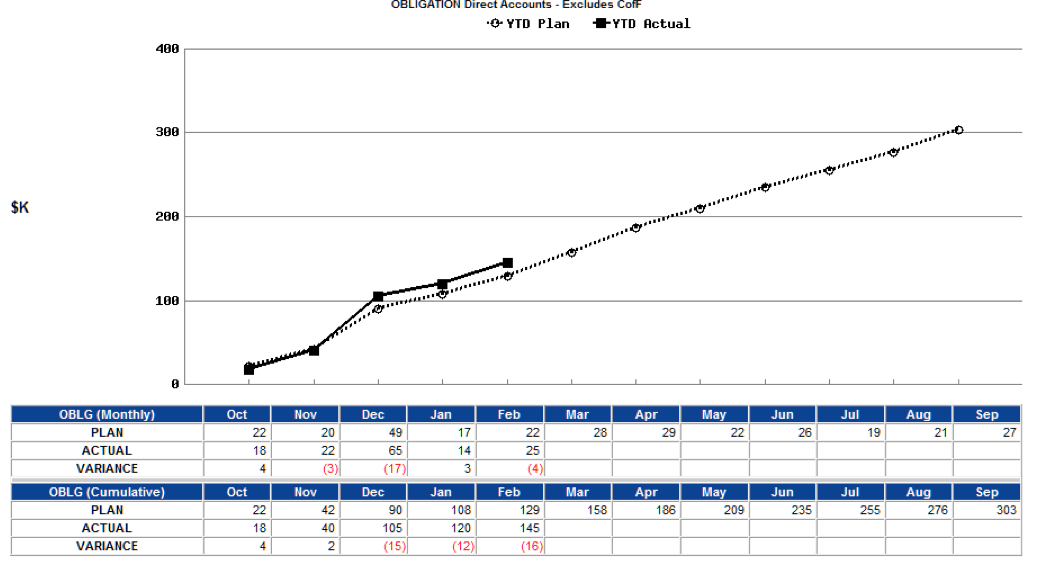 OBLIGATION Direct Accounts - Excludes CofF
YTD Plan YTD Actual
400
300
$K
200
100
0
OBLG (Monthly) Oct Nov Dec Jan Feb Mar Apr May Jun Jul Aug Sep
PLAN 22 20 49 17 22 28 29 22 26 19 21 27
ACTUAL 18 22 65 14 25
VARIANCE 4 (3) (17) 3 (4)
OBLG (Cumulative) Oct Nov Dec Jan Feb Mar Apr May Jun Jul Aug Sep
PLAN 22 42 90 108 129 158 186 209 235 255 276 303
ACTUAL 18 40 105 120 145
VARIANCE 4 2 (15) (12) (16)